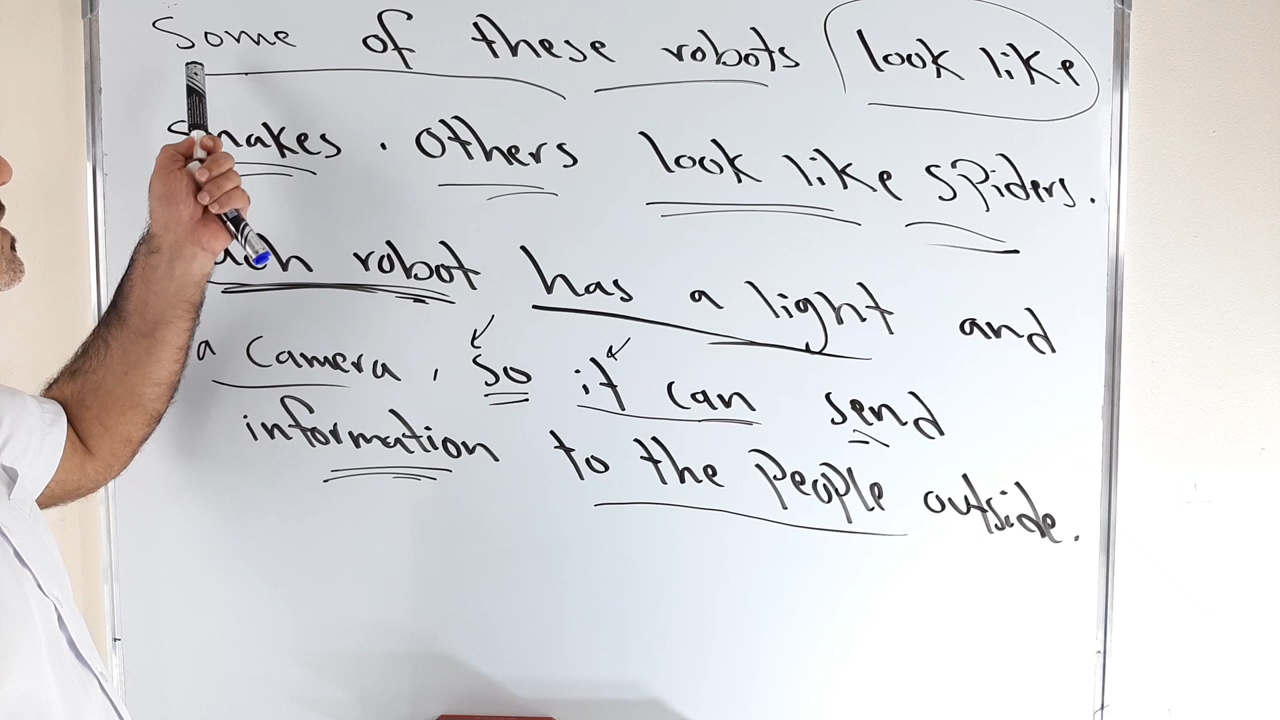 Some of these robots look like
snakes. Others look like spiders.
Each robot has a light and
a camera, so it can send
information to the people outside.